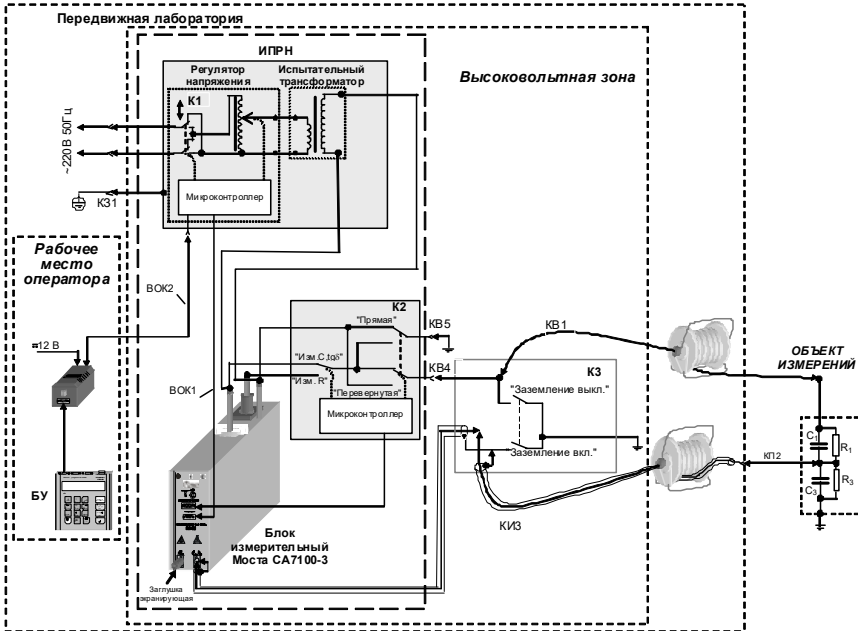 Передвижная лаборатория
ИПРН
Регулятор
напряжения
Испытательный
трансформатор
Высоковольтная зона
К1
~220 В 50Гц
Микроконтроллер
КЗ1
Рабочее
место
оператора
ВОК2
=12 В
БУ
ВОК1
К2
"Прямая"
"Изм.C,tgδ"
"Изм. R"
"Перевернутая"
Микроконтроллер
КВ5
КВ4
КВ1
К3
"Заземление выкл."
"Заземление вкл."
КИ3
ОБЪЕКТ
ИЗМЕРЕНИЙ
КП2
C1
R1
C3
R3
Блок
измерительный
Моста СА7100-3
Заглушка
экранирующая